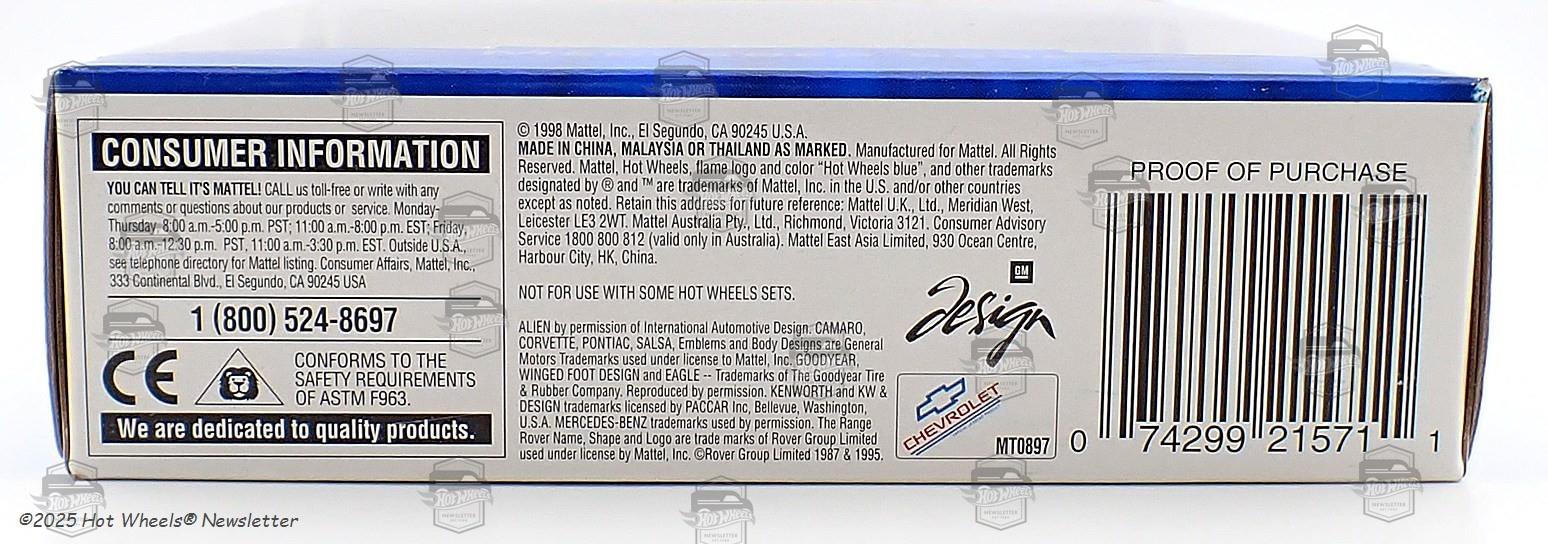 CONSUMER INFORMATION
YOU CAN TELL IT'S MATTEL! CALL us toll-free or write with any
comments or questions about our products or service. Monday-
Thursday, 8:00 a.m.-5:00 p.m. PST; 11:00 a.m.-8:00 p.m. EST; Friday,
8:00 a.m.-12:30 p.m. PST, 11:00 a.m.-3:30 p.m. EST. Outside U.S.A.,
see telephone directory for Mattel listing. Consumer Affairs, Mattel, Inc.,
333 Continental Blvd., El Segundo, CA 90245 USA
1 (800) 524-8697
CE
CONFORMS TO THE
SAFETY REQUIREMENTS
OF ASTM F963.
We are dedicated to quality products.
© 1998 Mattel, Inc., El Segundo, CA 90245 U.S.A.
MADE IN CHINA, MALAYSIA OR THAILAND AS MARKED. Manufactured for Mattel. All Rights
Reserved. Mattel, Hot Wheels, flame logo and color "Hot Wheels blue", and other trademarks
designated by ® and ™ are trademarks of Mattel, Inc. in the U.S. and/or other countries
except as noted. Retain this address for future reference: Mattel U.K., Ltd., Meridian West,
Leicester LE3 2WT. Mattel Australia Pty., Ltd., Richmond, Victoria 3121. Consumer Advisory
Service 1800 800 812 (valid only in Australia). Mattel East Asia Limited, 930 Ocean Centre,
Harbour City, HK, China.
NOT FOR USE WITH SOME HOT WHEELS SETS.
ALIEN by permission of International Automotive Design. CAMARO,
CORVETTE, PONTIAC, SALSA, Emblems and Body Designs are General
Motors Trademarks used under license to Mattel, Inc. GOODYEAR,
WINGED FOOT DESIGN and EAGLE -- Trademarks of The Goodyear Tire
& Rubber Company. Reproduced by permission. KENWORTH and KW &
DESIGN trademarks licensed by PACCAR Inc, Bellevue, Washington,
U.S.A. MERCEDES-BENZ trademarks used by permission. The Range
Rover Name, Shape and Logo are trade marks of Rover Group Limited
used under license by Mattel, Inc. ©Rover Group Limited 1987 & 1995.
GM
Design
CHEVROLET
MT0897
PROOF OF PURCHASE
0 74299 21571 1
©2025 Hot Wheels® Newsletter
HOT WHEELS
NEWSLETTER